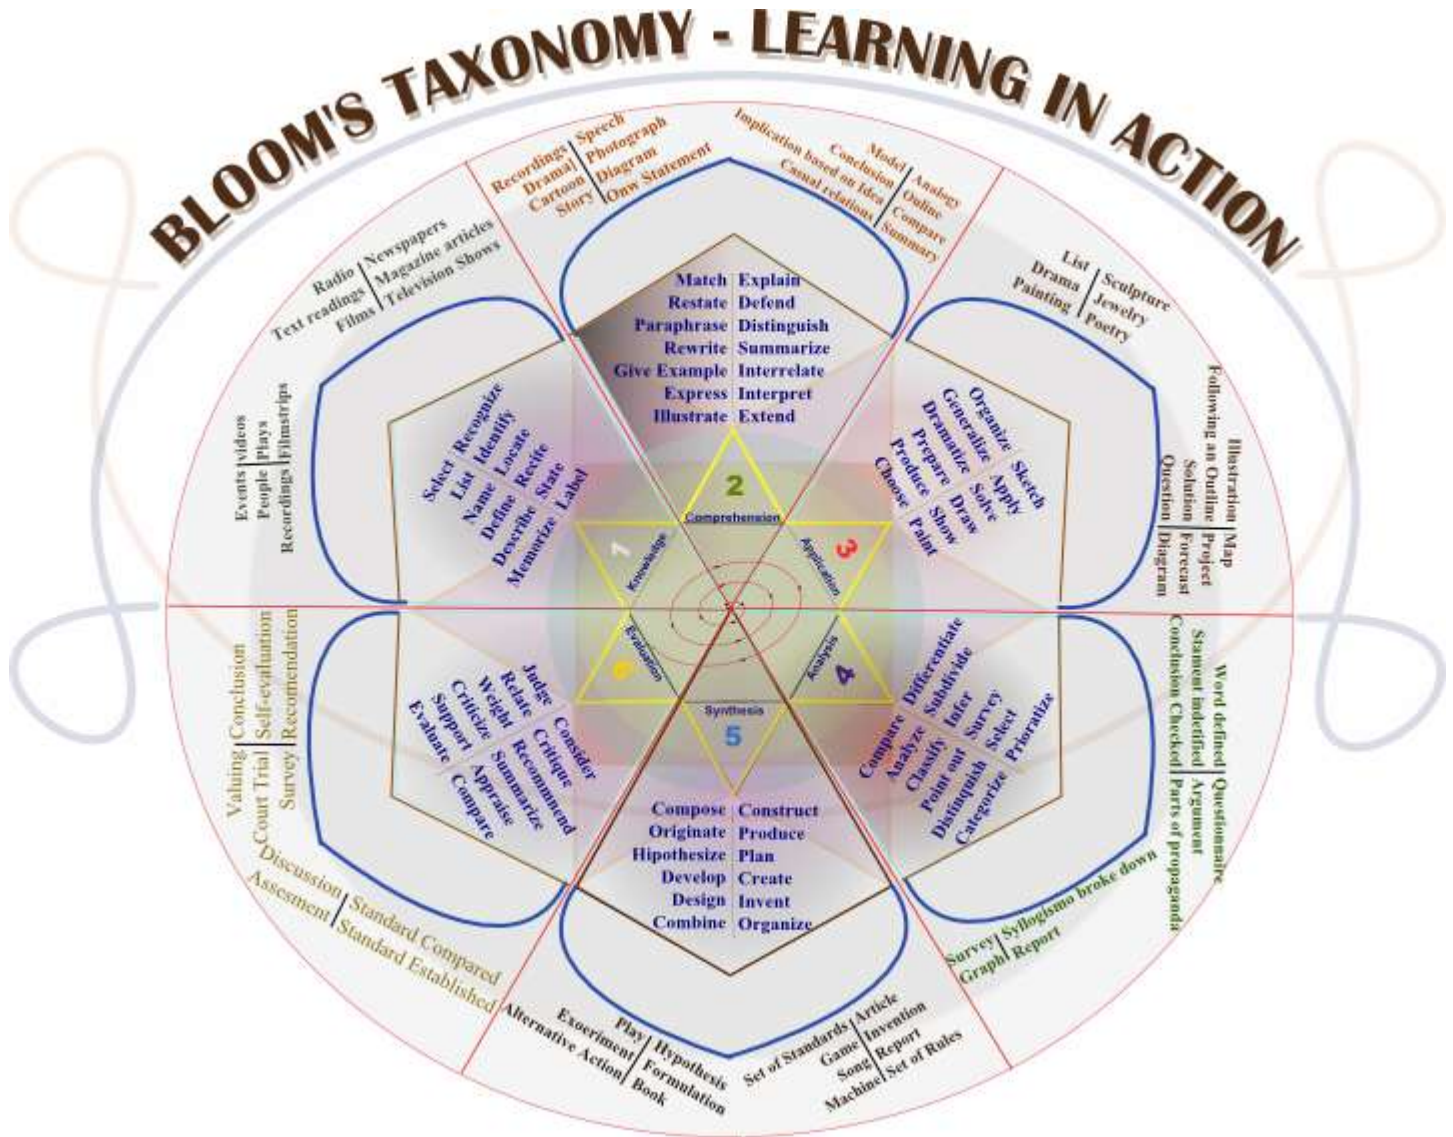 BLOOM'S TAXONOMY - LEARNING IN ACTION
Recordings Speech
Drama Photograph
Cartoon Diagram
Story Onw Statement
Model Analogy
Conclusion Ouline
Implication based on Idea Compare
Casual relations Summary
Match Explain
Restate Defend
Paraphrase Distinguish
Rewrite Summarize
Give Example Interrelate
Express Interpret
Illustrate Extend
2
Comprehension
Radio Newspapers
Text readings Magazine articles
Films Television Shows
Events videos
People Plays
Recordings Filmstrips
Select Recognize
List Identify
Name Locate
Define Recife
Describe State
Memorize Label
1
Knowledge
List Sculpture
Drama Jewelry
Painting Poetry
Illustration Map
Following an Outline Project
Solution Forecast
Question Diagram
Organize Sketch
Generalize Apply
Dramatize Solve
Prepare Draw
Produce Show
Choose Paint
3
Application
Word defined Questionnaire
Stament indetified Argument
Conclusion Checked Parts of propaganda
Survey Syllogismo broke down
Graph Report
Compare Differentiate
Analyze Subdivide
Classify Infer
Point out Survey
Distinquish Select
Categorize Prioratize
4
Analysis
Synthesis
5
Compose Construct
Originate Produce
Hipothesize Plan
Develop Create
Design Invent
Combine Organize
Play Hypothesis
Exoeriment Formulation
Alternative Action Book
Set of Standards Article
Game Invention
Song Report
Machine Set of Rules
Evaluation
6
Judge Consider
Relate Critique
Weight Recommnend
Criticize Summarize
Support Appraise
Evaluate Compare
Valuing Conclusion
Court Trial Self-evaluation
Survey Recomendation
Discussion Standard Compared
Assesment Standard Established